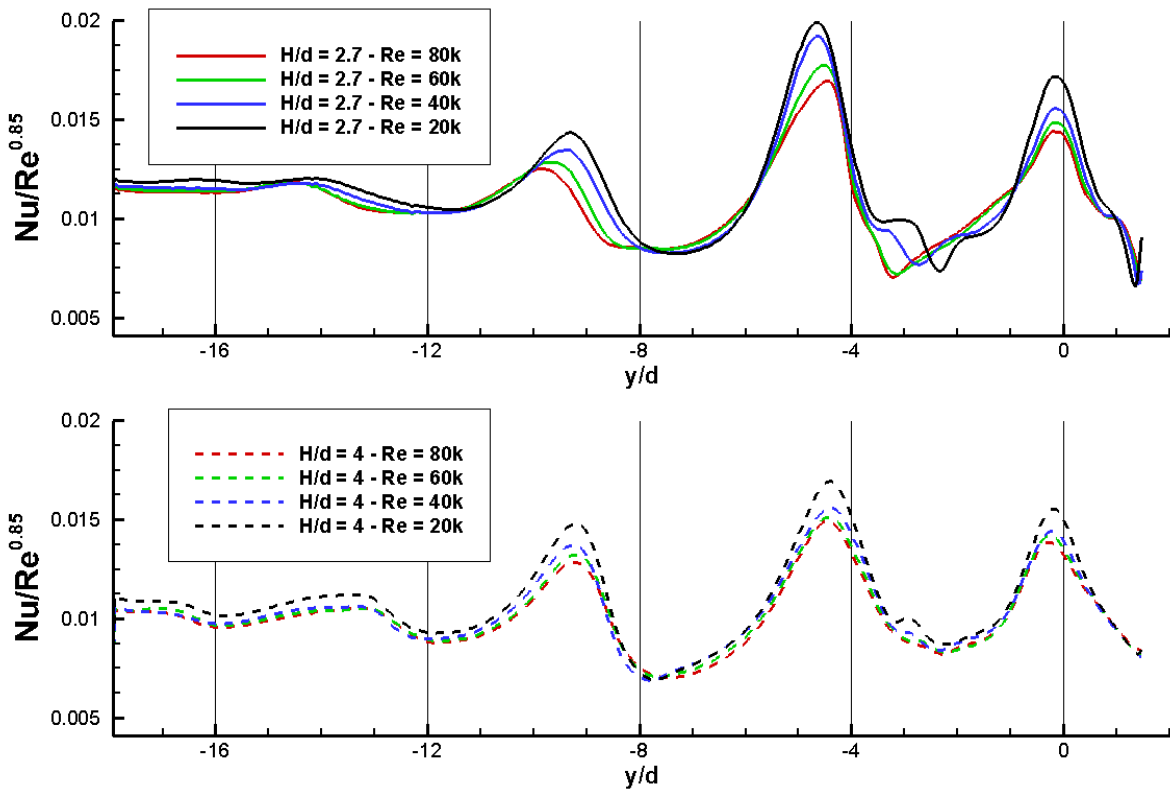 0.02
0.015
0.01
0.005
Nu/Re^0.85
H/d = 2.7 - Re = 80k
H/d = 2.7 - Re = 60k
H/d = 2.7 - Re = 40k
H/d = 2.7 - Re = 20k
-16 -12 -8 -4 0
y/d
0.02
0.015
0.01
0.005
Nu/Re^0.85
H/d = 4 - Re = 80k
H/d = 4 - Re = 60k
H/d = 4 - Re = 40k
H/d = 4 - Re = 20k
-16 -12 -8 -4 0
y/d